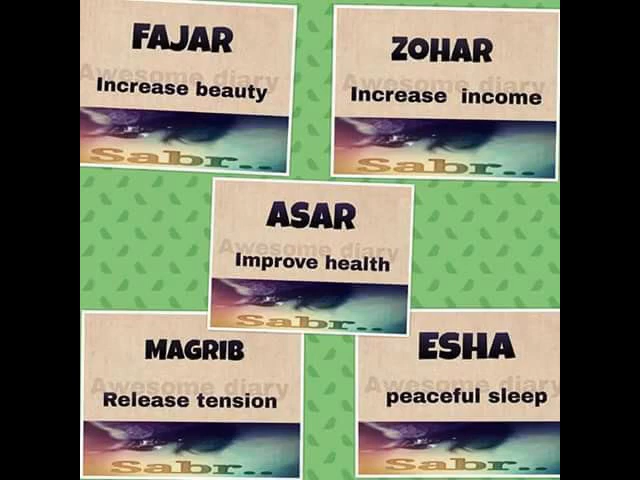 FAJAR
Awesome diary
Increase beauty
Sabr..
ZOHAR
Awesome diary
Increase income
Sabr..
ASAR
Awesome diary
Improve health
Sabr..
MAGRIB
Awesome diary
Release tension
Sabr..
ESHA
Awesome diary
peaceful sleep
Sabr..